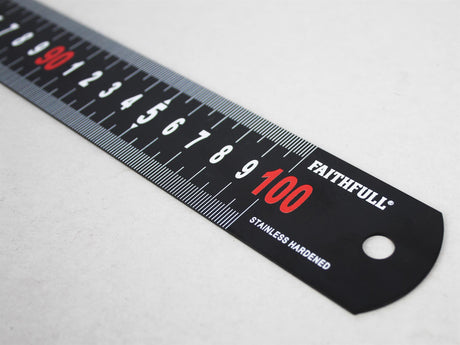 7 8 9 90 1 2 3 4 5 6 7 8 9 100
FAITHFULL®
STAINLESS HARDENED